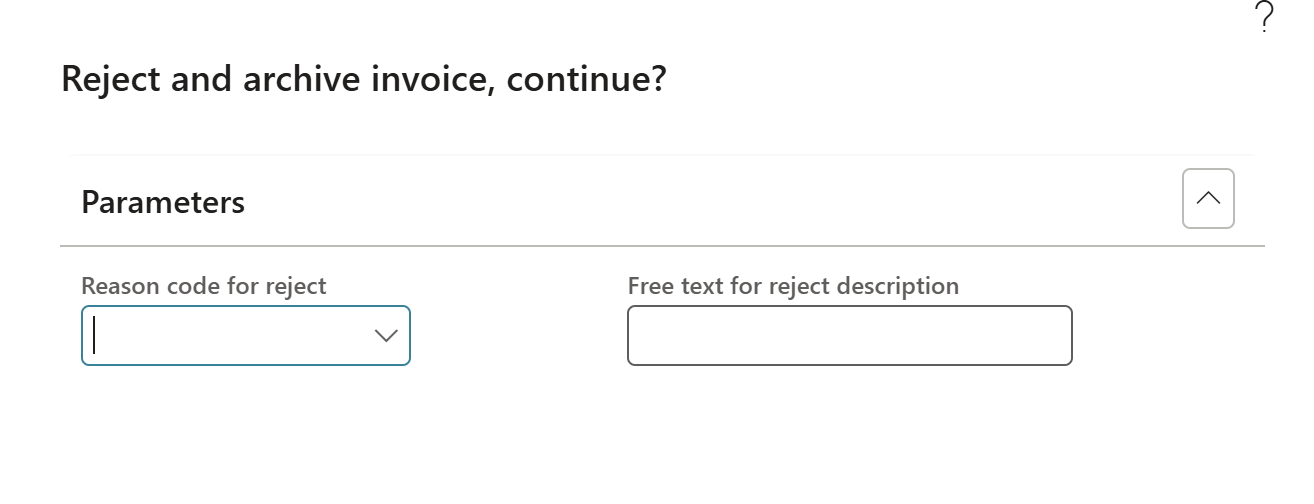 ?
Reject and archive invoice, continue?
Parameters
Reason code for reject
Free text for reject description